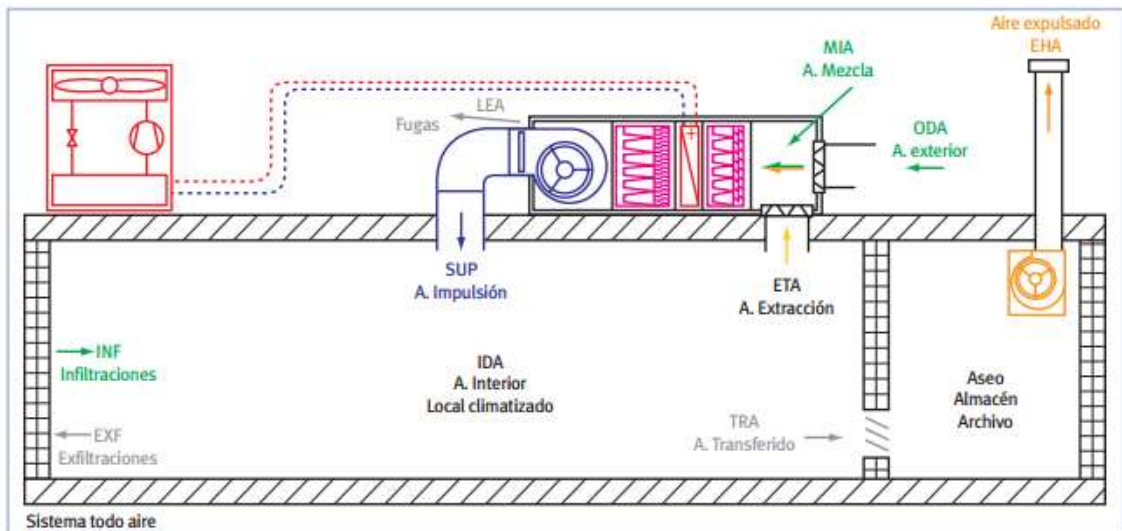 Aire expulsado
EHA
MIA
A. Mezcla
LEA
Fugas
ODA
A. exterior
SUP
A. Impulsión
ETA
A. Extracción
INF
Infiltraciones
IDA
A. Interior
Local climatizado
Aseo
Almacén
Archivo
TRA
A. Transferido
EXF
Exfiltraciones
Sistema todo aire